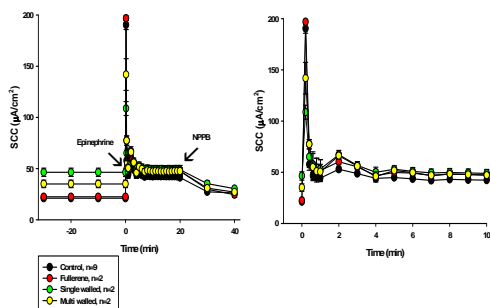 200
150
100
50
0
SCC (µA/cm²)
Epinephrine
NPPB
-20
0
20
40
Time (min)
Control, n=9
Fullerene, n=2
Single walled, n=2
Multi walled, n=2
200
150
100
50
0
SCC (µA/cm²)
0
2
4
6
8
10
Time (min)